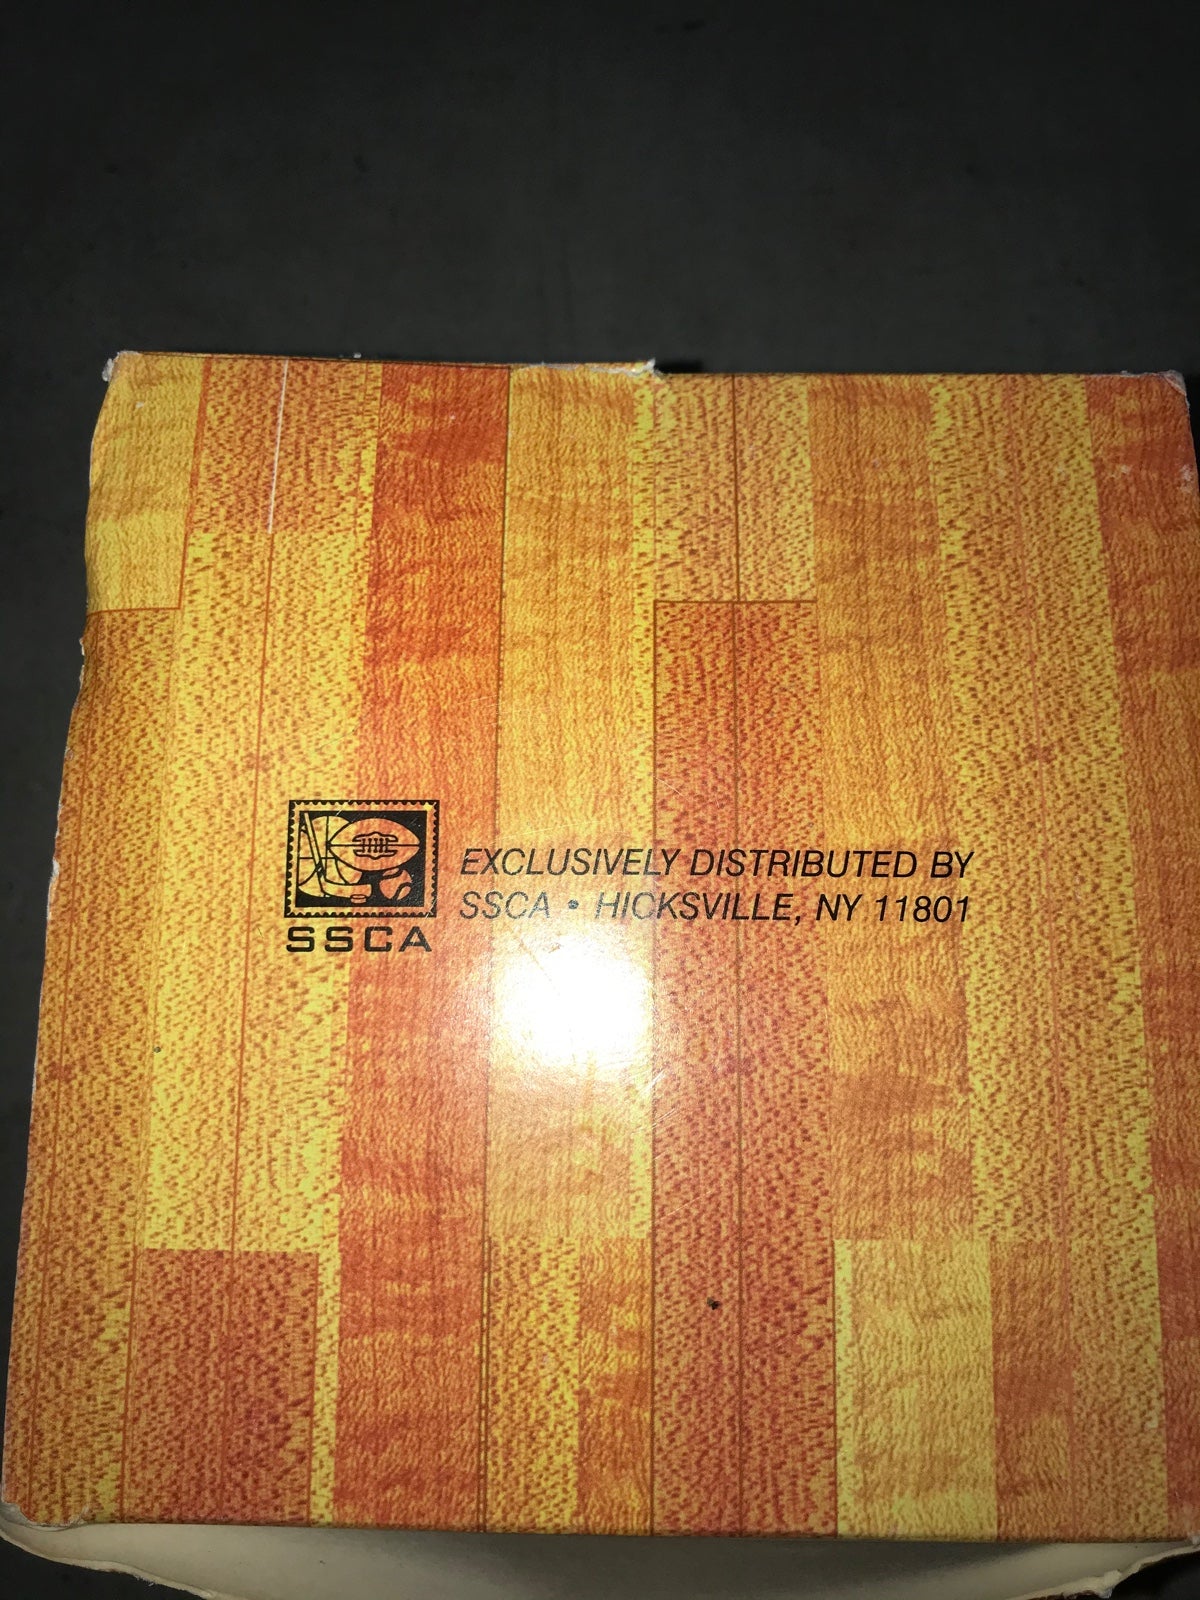 EXCLUSIVELY DISTRIBUTED BY
SSCA • HICKSVILLE, NY 11801
SSCA